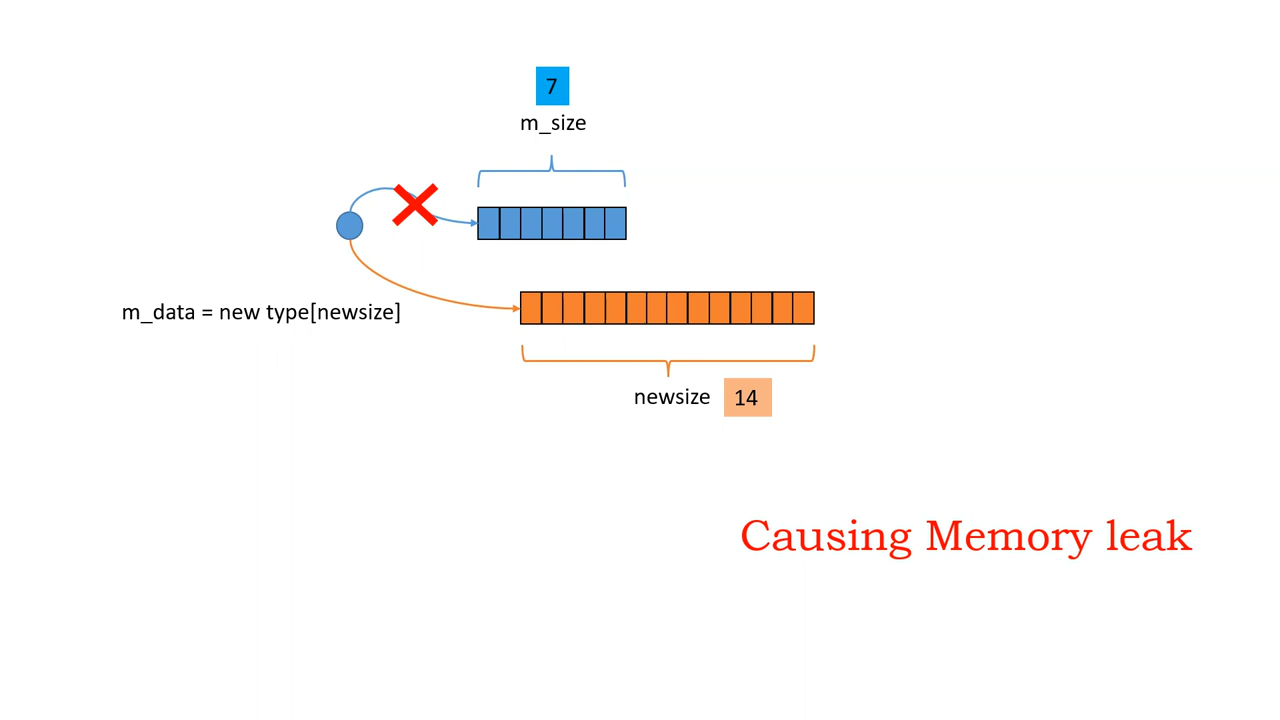 7
m_size
m_data = new type[newsize]
newsize 14
Causing Memory leak